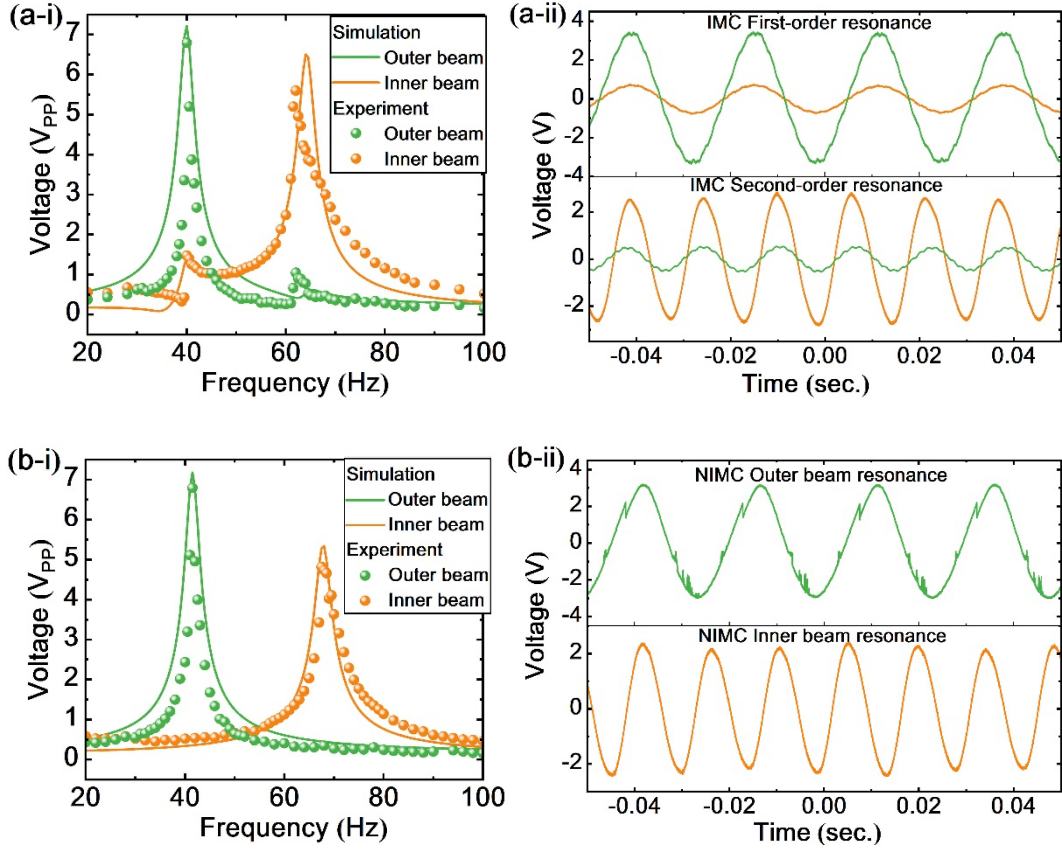 (a-i)
7
6
5
4
3
2
1
0
Voltage (VPP)
Simulation
Outer beam
Inner beam
Experiment
Outer beam
Inner beam
20 40 60 80 100
Frequency (Hz)
(a-ii)
IMC First-order resonance
4
2
0
-2
-4
IMC Second-order resonance
2
0
-2
Voltage (V)
-0.04 -0.02 0.00 0.02 0.04
Time (sec.)
(b-i)
7
6
5
4
3
2
1
0
Voltage (VPP)
Simulation
Outer beam
Inner beam
Experiment
Outer beam
Inner beam
20 40 60 80 100
Frequency (Hz)
(b-ii)
NIMC Outer beam resonance
4
2
0
-2
-4
NIMC Inner beam resonance
2
0
-2
Voltage (V)
-0.04 -0.02 0.00 0.02 0.04
Time (sec.)